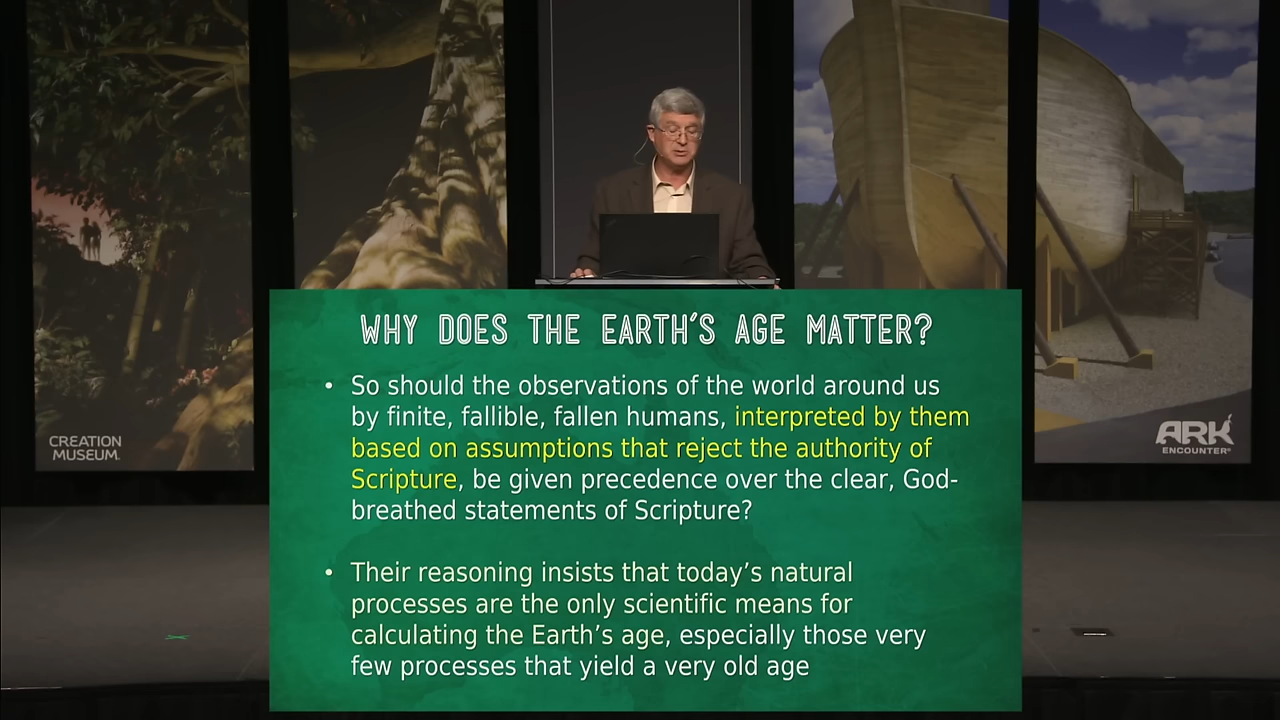 WHY DOES THE EARTH'S AGE MATTER?
• So should the observations of the world around us
by finite, fallible, fallen humans, interpreted by them
based on assumptions that reject the authority of
Scripture, be given precedence over the clear, God-
breathed statements of Scripture?
• Their reasoning insists that today's natural
processes are the only scientific means for
calculating the Earth's age, especially those very
few processes that yield a very old age
CREATION
MUSEUM.
ARK
ENCOUNTER®